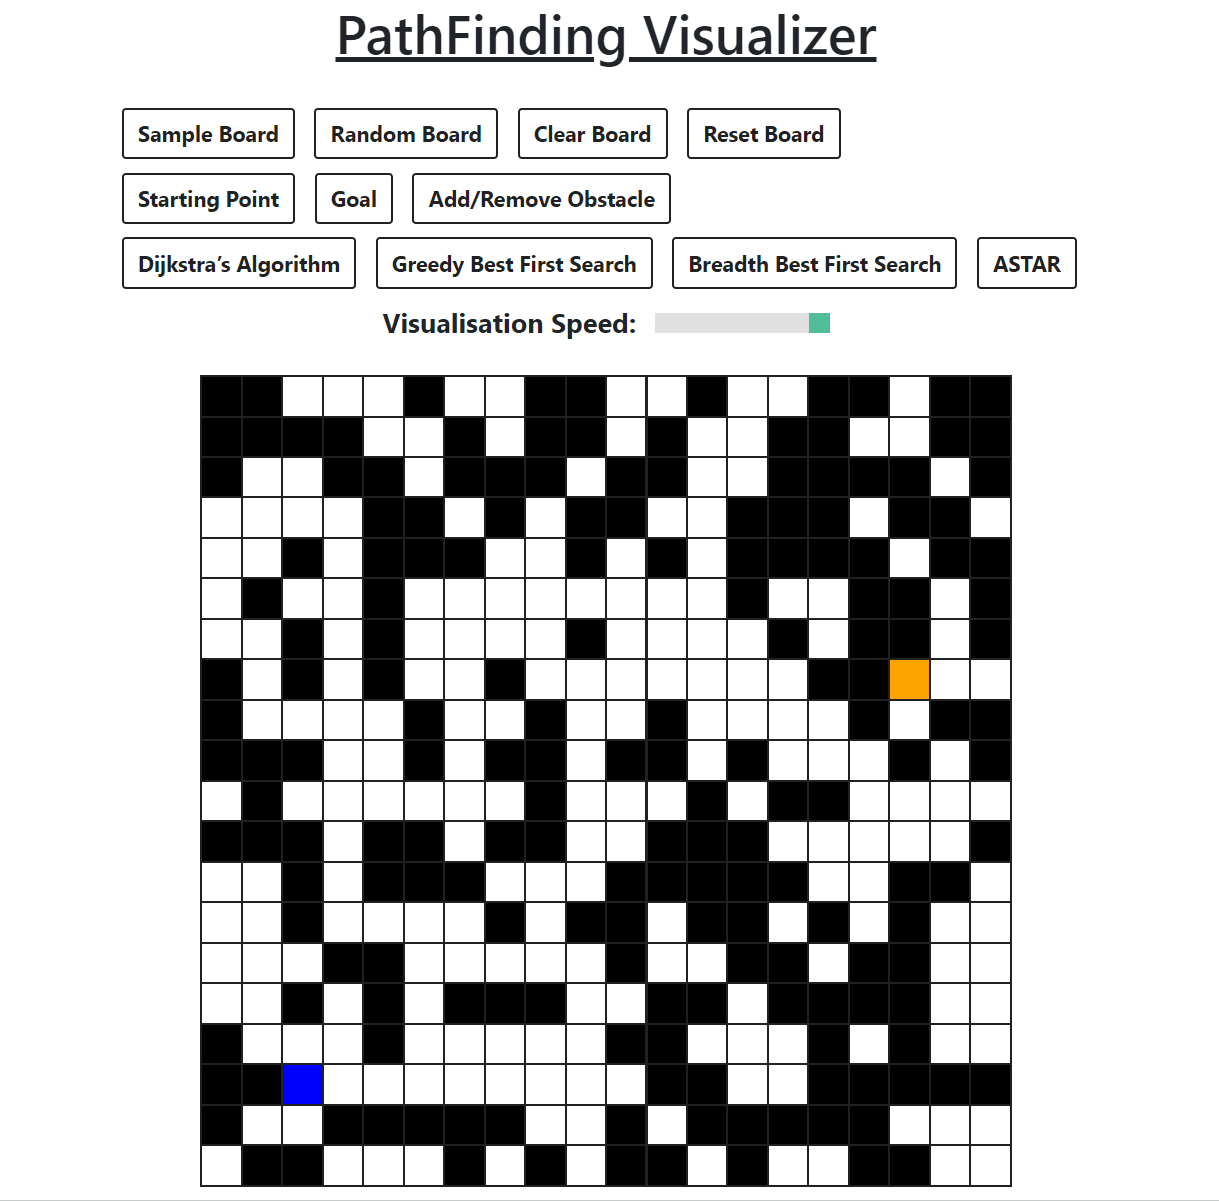 PathFinding Visualizer
Sample Board Random Board Clear Board Reset Board
Starting Point Goal Add/Remove Obstacle
Dijkstra’s Algorithm Greedy Best First Search Breadth Best First Search ASTAR
Visualisation Speed: